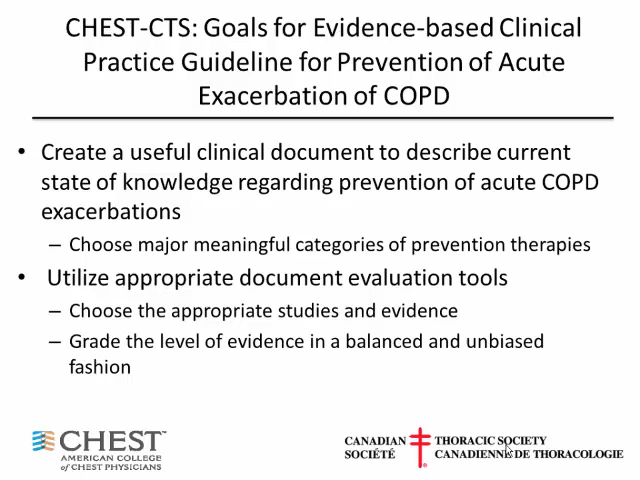 CHEST-CTS: Goals for Evidence-based Clinical
Practice Guideline for Prevention of Acute
Exacerbation of COPD
• Create a useful clinical document to describe current
state of knowledge regarding prevention of acute COPD
exacerbations
– Choose major meaningful categories of prevention therapies
• Utilize appropriate document evaluation tools
– Choose the appropriate studies and evidence
– Grade the level of evidence in a balanced and unbiased
fashion
CHEST™
AMERICAN COLLEGE
of CHEST PHYSICIANS
CANADIAN THORACIC SOCIETY
SOCIÉTÉ CANADIENNE DE THORACOLOGIE